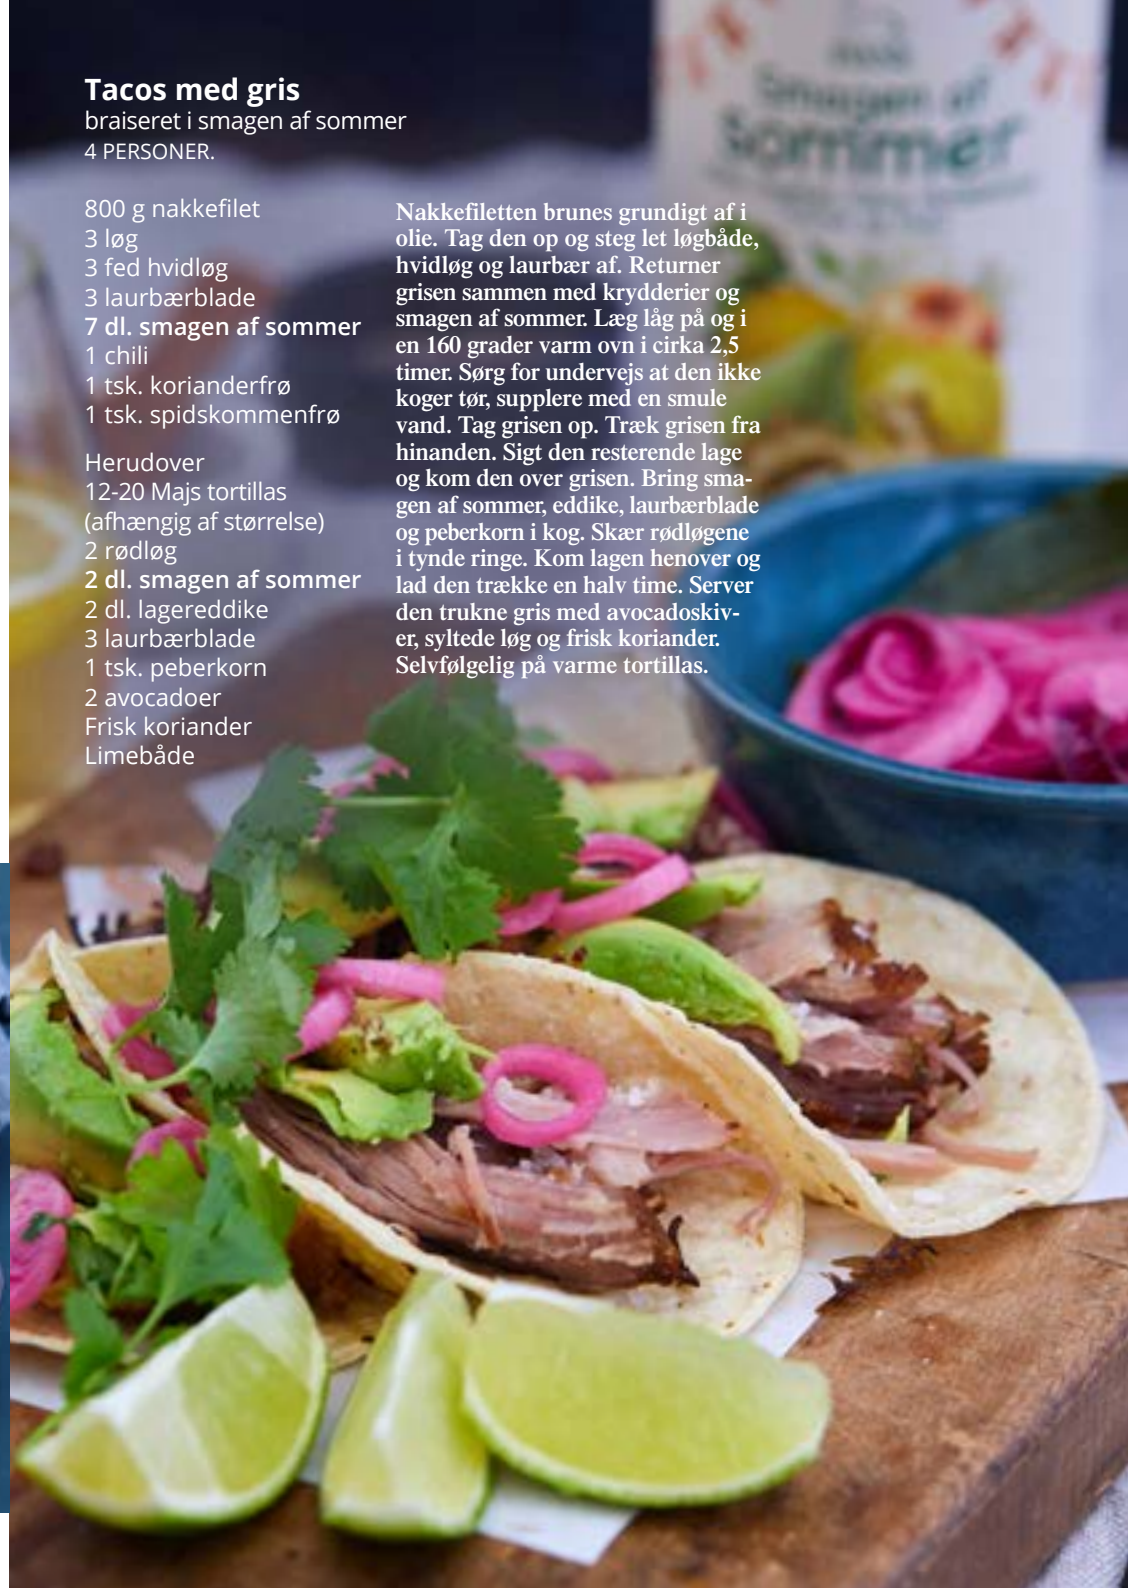 Smagen af
sommer
Tacos med gris
braiseret i smagen af sommer
4 PERSONER.
800 g nakkefilet
3 løg
3 fed hvidløg
3 laurbærblade
7 dl. smagen af sommer
1 chili
1 tsk. korianderfrø
1 tsk. spidskommenfrø
Herudover
12-20 Majs tortillas
(afhængig af størrelse)
2 rødløg
2 dl. smagen af sommer
2 dl. lagereddike
3 laurbærblade
1 tsk. peberkorn
2 avocadoer
Frisk koriander
Limebåde
Nakkefiletten brunes grundigt af i
olie. Tag den op og steg let løgbåde,
hvidløg og laurbær af. Returner
grisen sammen med krydderier og
smagen af sommer. Læg låg på og i
en 160 grader varm ovn i cirka 2,5
timer. Sørg for undervejs at den ikke
koger tør, supplere med en smule
vand. Tag grisen op. Træk grisen fra
hinanden. Sigt den resterende lage
og kom den over grisen. Bring sma-
gen af sommer, eddike, laurbærblade
og peberkorn i kog. Skær rødløgene
i tynde ringe. Kom lagen henover og
lad den trække en halv time. Server
den trukne gris med avocadoskiv-
er, syltede løg og frisk koriander.
Selvfølgelig på varme tortillas.